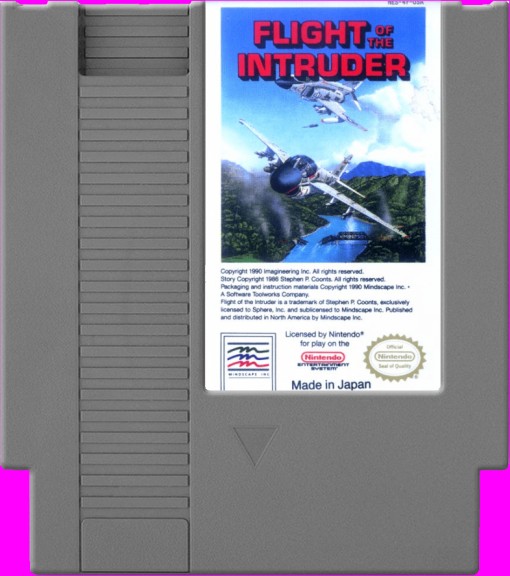 NES-4T-USA
FLIGHT OF THE
INTRUDER
Copyright 1990 Imagineering Inc. All rights reserved.
Story Copyright 1986 Stephen P. Coonts. All rights reserved.
Packaging and instruction materials Copyright 1990 Mindscape Inc. •
A Software Toolworks Company.
Flight of the Intruder is a trademark of Stephen P. Coonts, exclusively
licensed to Sphere, Inc. and sublicensed to Mindscape Inc. Published
and distributed in North America by Mindscape Inc.
Licensed by Nintendo®
for play on the
Nintendo
ENTERTAINMENT
SYSTEM
MINDSCAPE INC
Official
Nintendo
Seal of Quality
Made in Japan